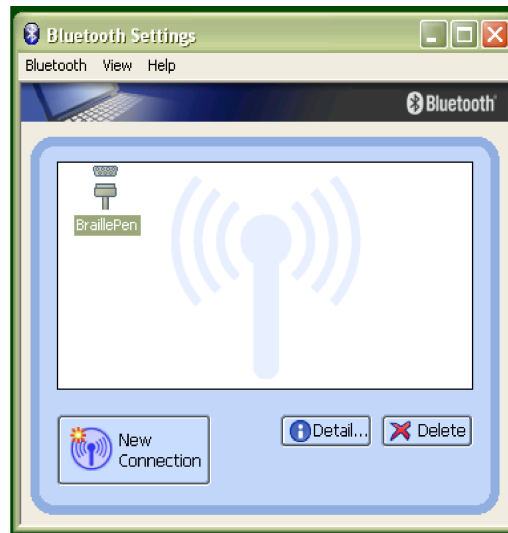 Bluetooth Settings
Bluetooth View Help
Bluetooth
BraillePen
New
Connection
Detail...
Delete